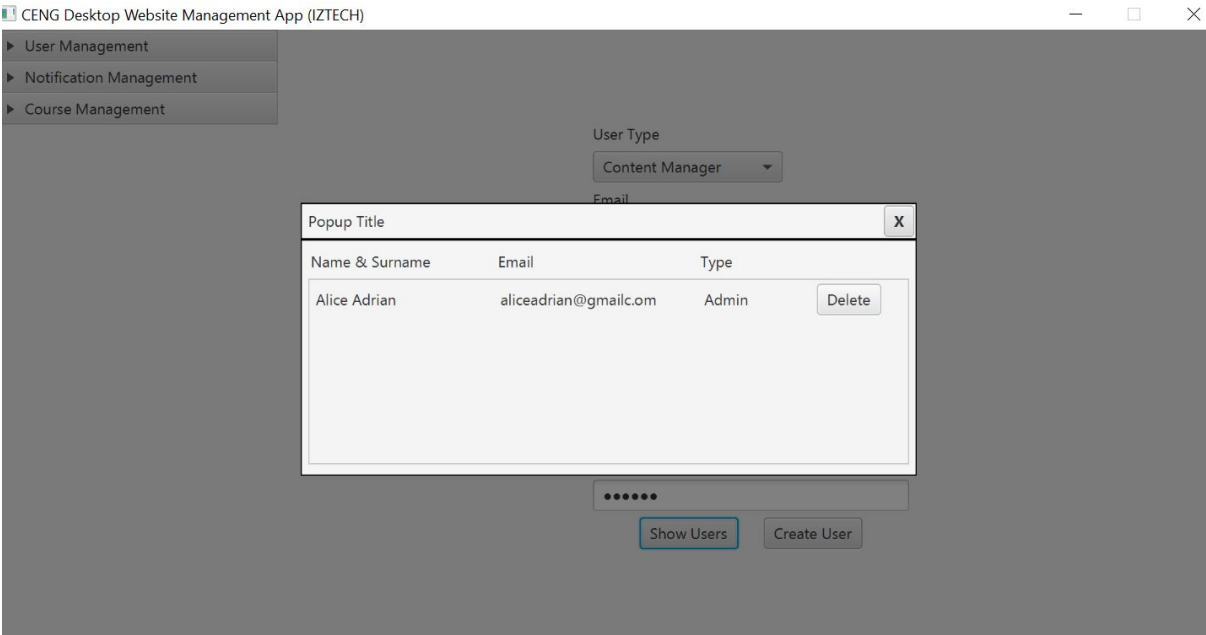 CENG Desktop Website Management App (IZTECH)
User Management
Notification Management
Course Management
User Type
Content Manager
Email
Popup Title X
Name & Surname Email Type
Alice Adrian aliceadrian@gmailc.om Admin Delete
••••••
Show Users Create User